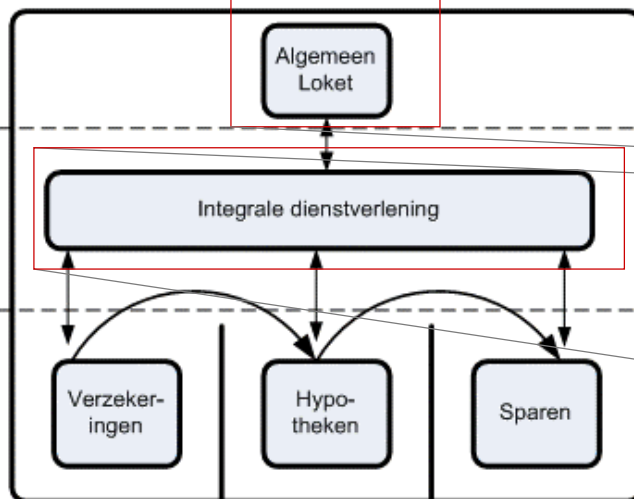 Algemeen
Loket
Integrale dienstverlening
Verzeker-
ingen
Hypo-
theken
Sparen